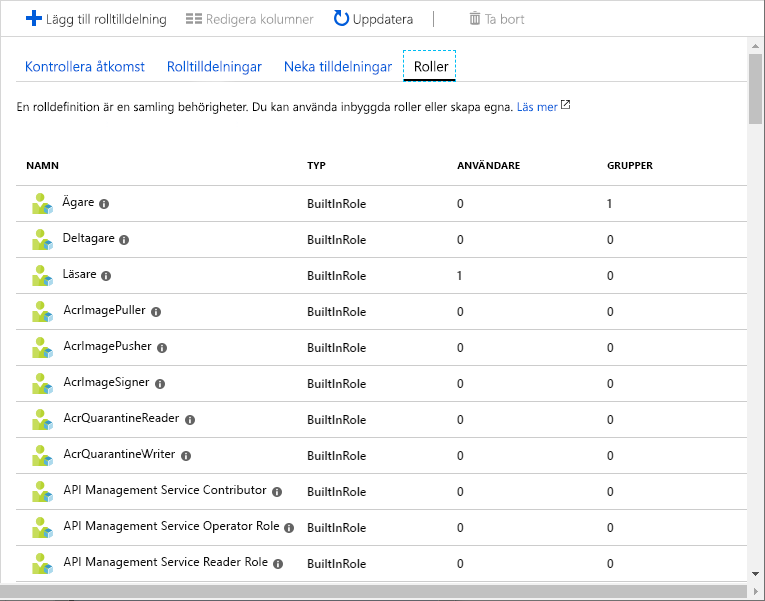 Lägg till rolltilldelning Redigera kolumner Uppdatera Ta bort
Kontrollera åtkomst Rolltilldelningar Neka tilldelningar Roller
En rolldefinition är en samling behörigheter. Du kan använda inbyggda roller eller skapa egna. Läs mer
NAMN TYP ANVÄNDARE GRUPPER
Ägare BuiltInRole 0 1
Deltagare BuiltInRole 0 0
Läsare BuiltInRole 1 0
AcrImagePuller BuiltInRole 0 0
AcrImagePusher BuiltInRole 0 0
AcrImageSigner BuiltInRole 0 0
AcrQuarantineReader BuiltInRole 0 0
AcrQuarantineWriter BuiltInRole 0 0
API Management Service Contributor BuiltInRole 0 0
API Management Service Operator Role BuiltInRole 0 0
API Management Service Reader Role BuiltInRole 0 0